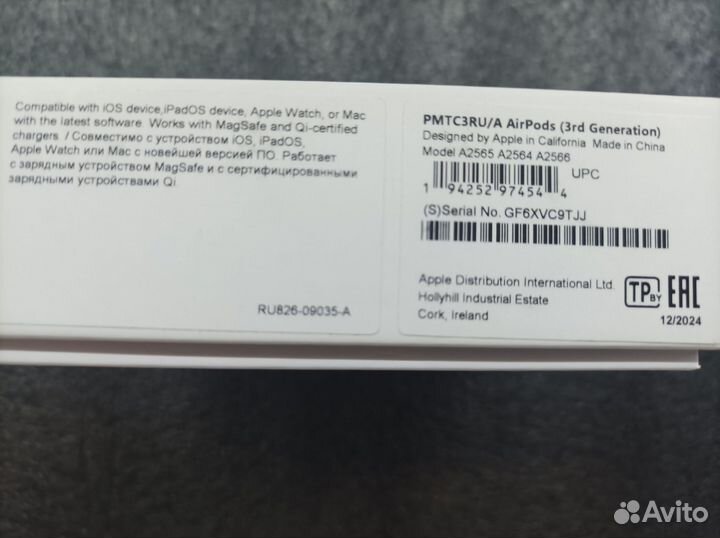 Compatible with iOS device,iPadOS device, Apple Watch, or Mac
with the latest software. Works with MagSafe and Qi-certified
chargers / Совместимо с устройством iOS, iPadOS,
Apple Watch или Mac с новейшей версией ПО. Работает
с зарядным устройством MagSafe и с сертифицированными
зарядными устройствами Qi.
RU826-09035-A
PMTC3RU/A AirPods (3rd Generation)
Designed by Apple in California Made in China
Model A2565 A2564 A2566
UPC
1 94252 97454 4
(S)Serial No. GF6XVC9TJJ
Apple Distribution International Ltd.
Hollyhill Industrial Estate
Cork, Ireland
TP BY EAC
12/2024
Avito